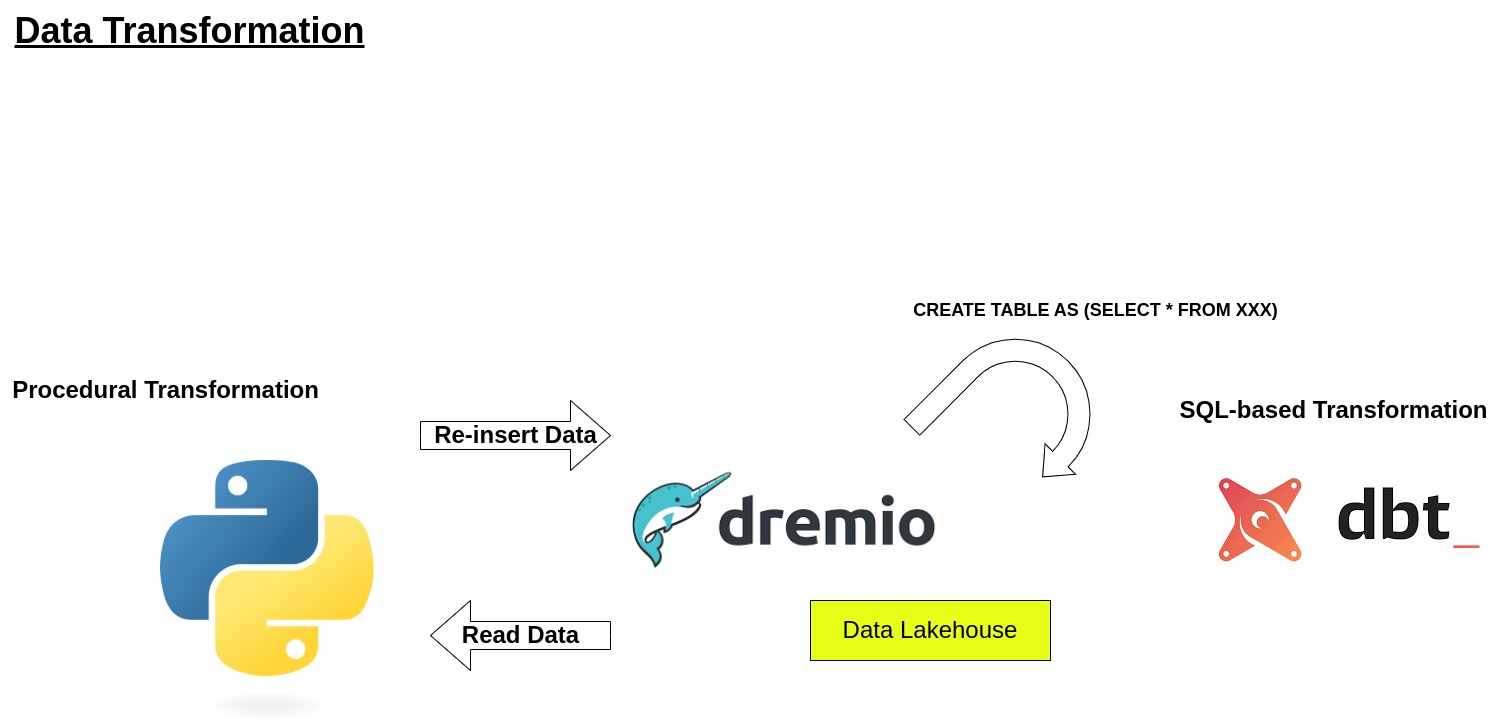 Data Transformation
CREATE TABLE AS (SELECT * FROM XXX)
Procedural Transformation
SQL-based Transformation
Re-insert Data
dremio
dbt_
Read Data
Data Lakehouse